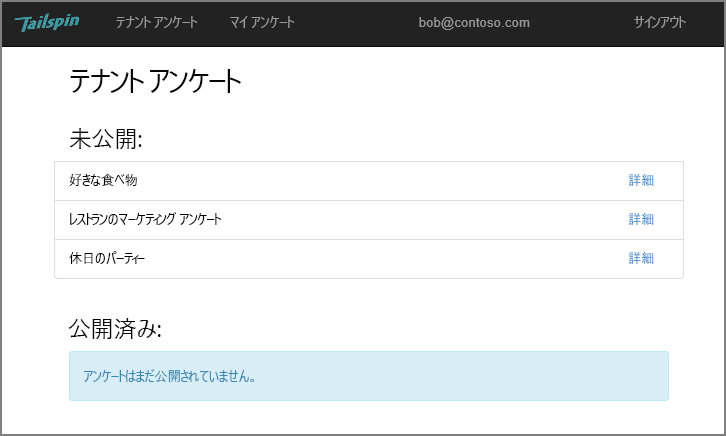 Tailspin テナント アンケート マイ アンケート bob@contoso.com サインアウト
テナント アンケート
未公開:
好きな食べ物 詳細
レストランのマーケティング アンケート 詳細
休日のパーティー 詳細
公開済み:
アンケートはまだ公開されていません。